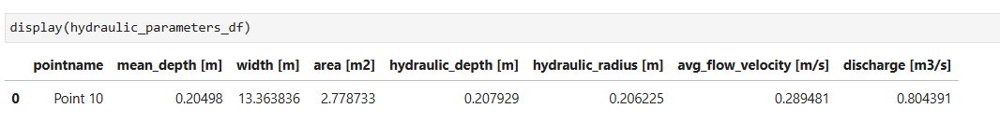 display(hydraulic_parameters_df)
pointname mean_depth [m] width [m] area [m2] hydraulic_depth [m] hydraulic_radius [m] avg_flow_velocity [m/s] discharge [m3/s]
0 Point 10 0.20498 13.363836 2.778733 0.207929 0.206225 0.289481 0.804391